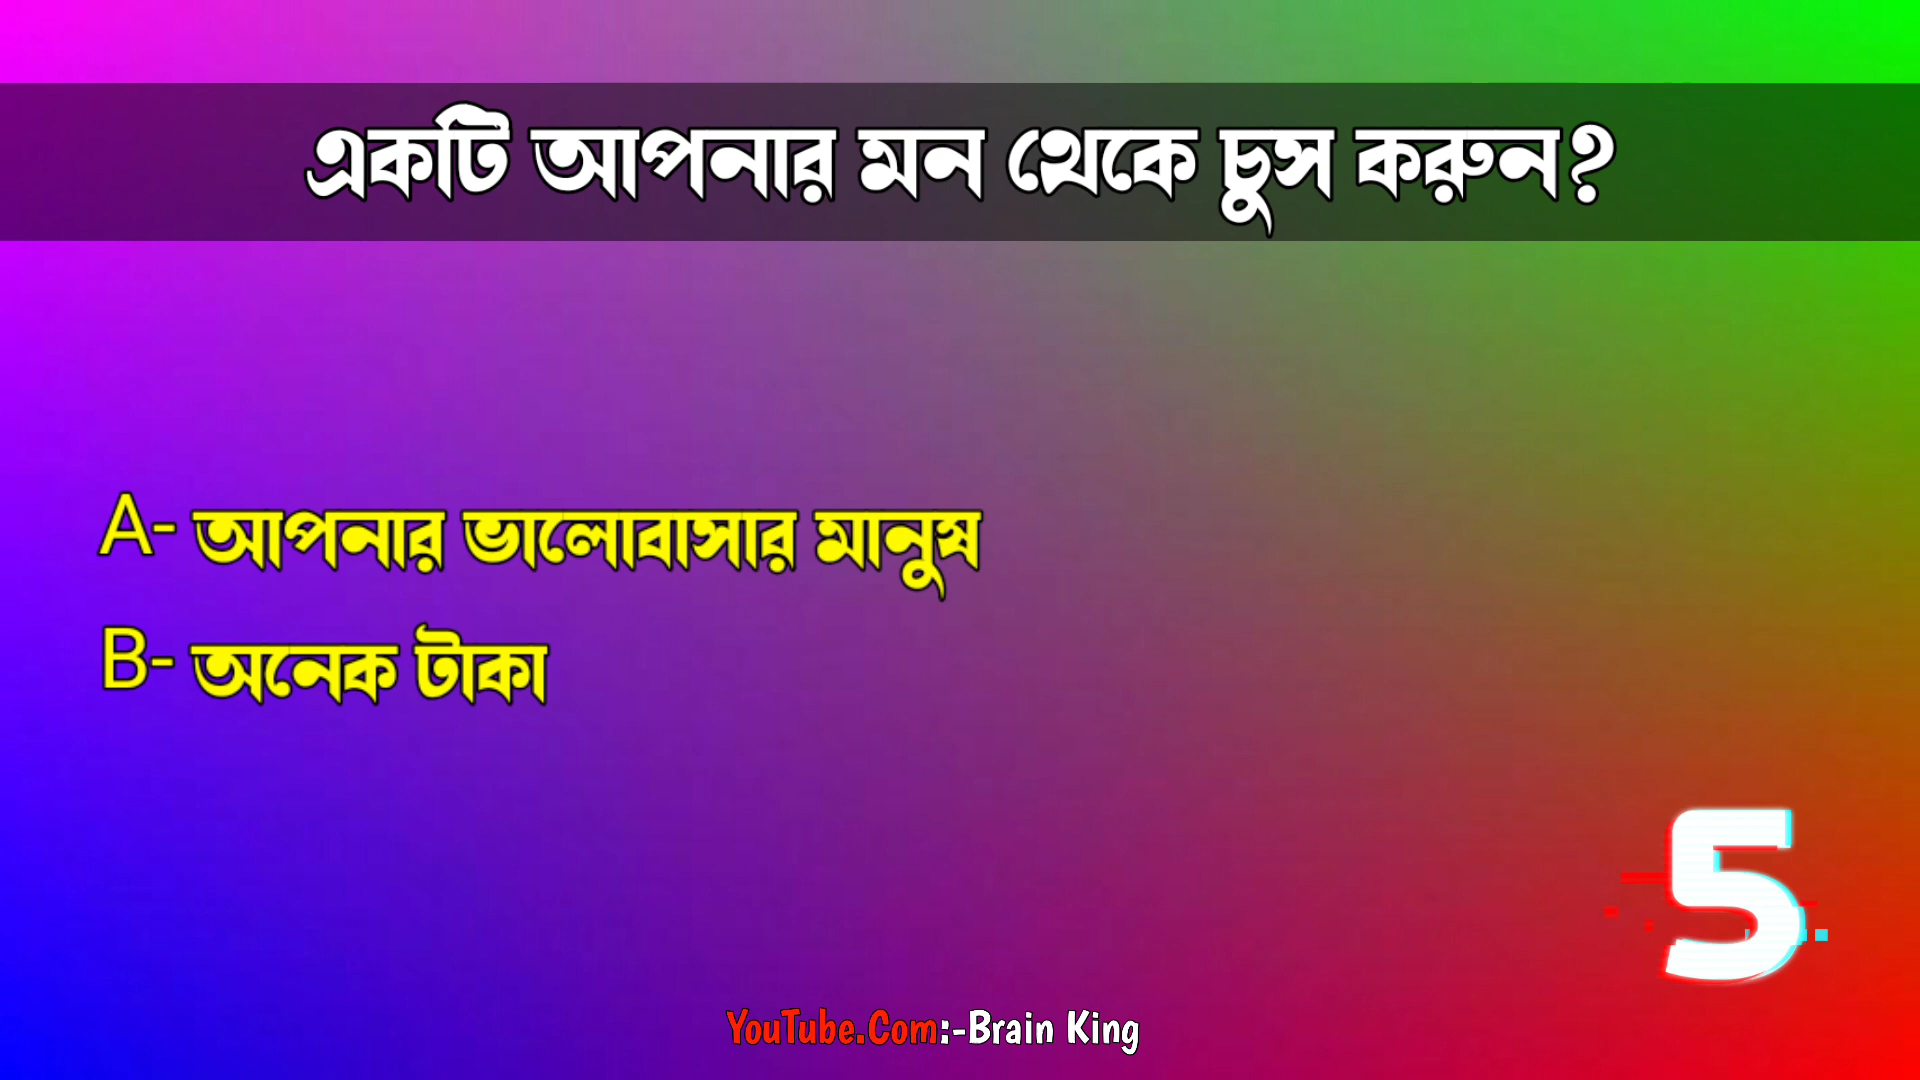 একটি আপনার মন থেকে চুস করুন?
A- আপনার ভালোবাসার মানুষ
B- অনেক টাকা
5
YouTube.Com:-Brain King